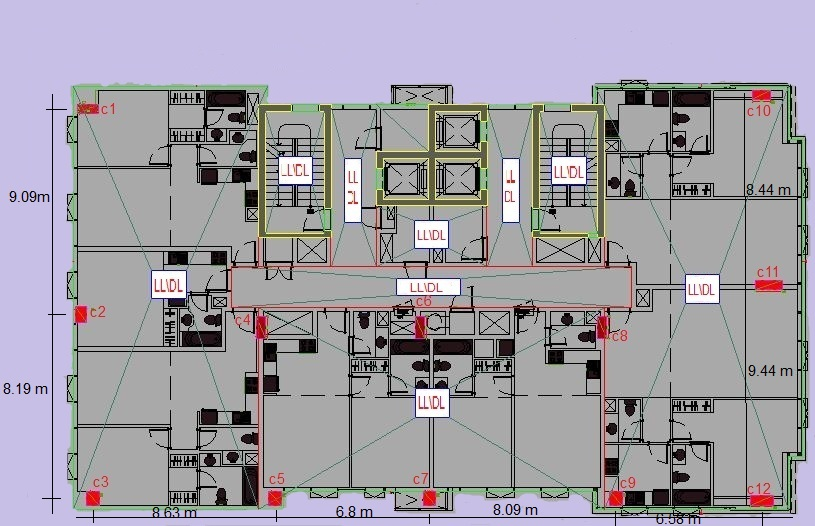 c1
c10
9.09m
LL\DL
LL
DL
LL
DL
LL\DL
8.44 m
LL\DL
LL\DL
LL\DL
LL\DL
c11
c6
c2
c4
c8
8.19 m
9.44 m
LL\DL
c3
c5
c7
c9
c12
8.63 m
6.8 m
8.09 m
6.58 m